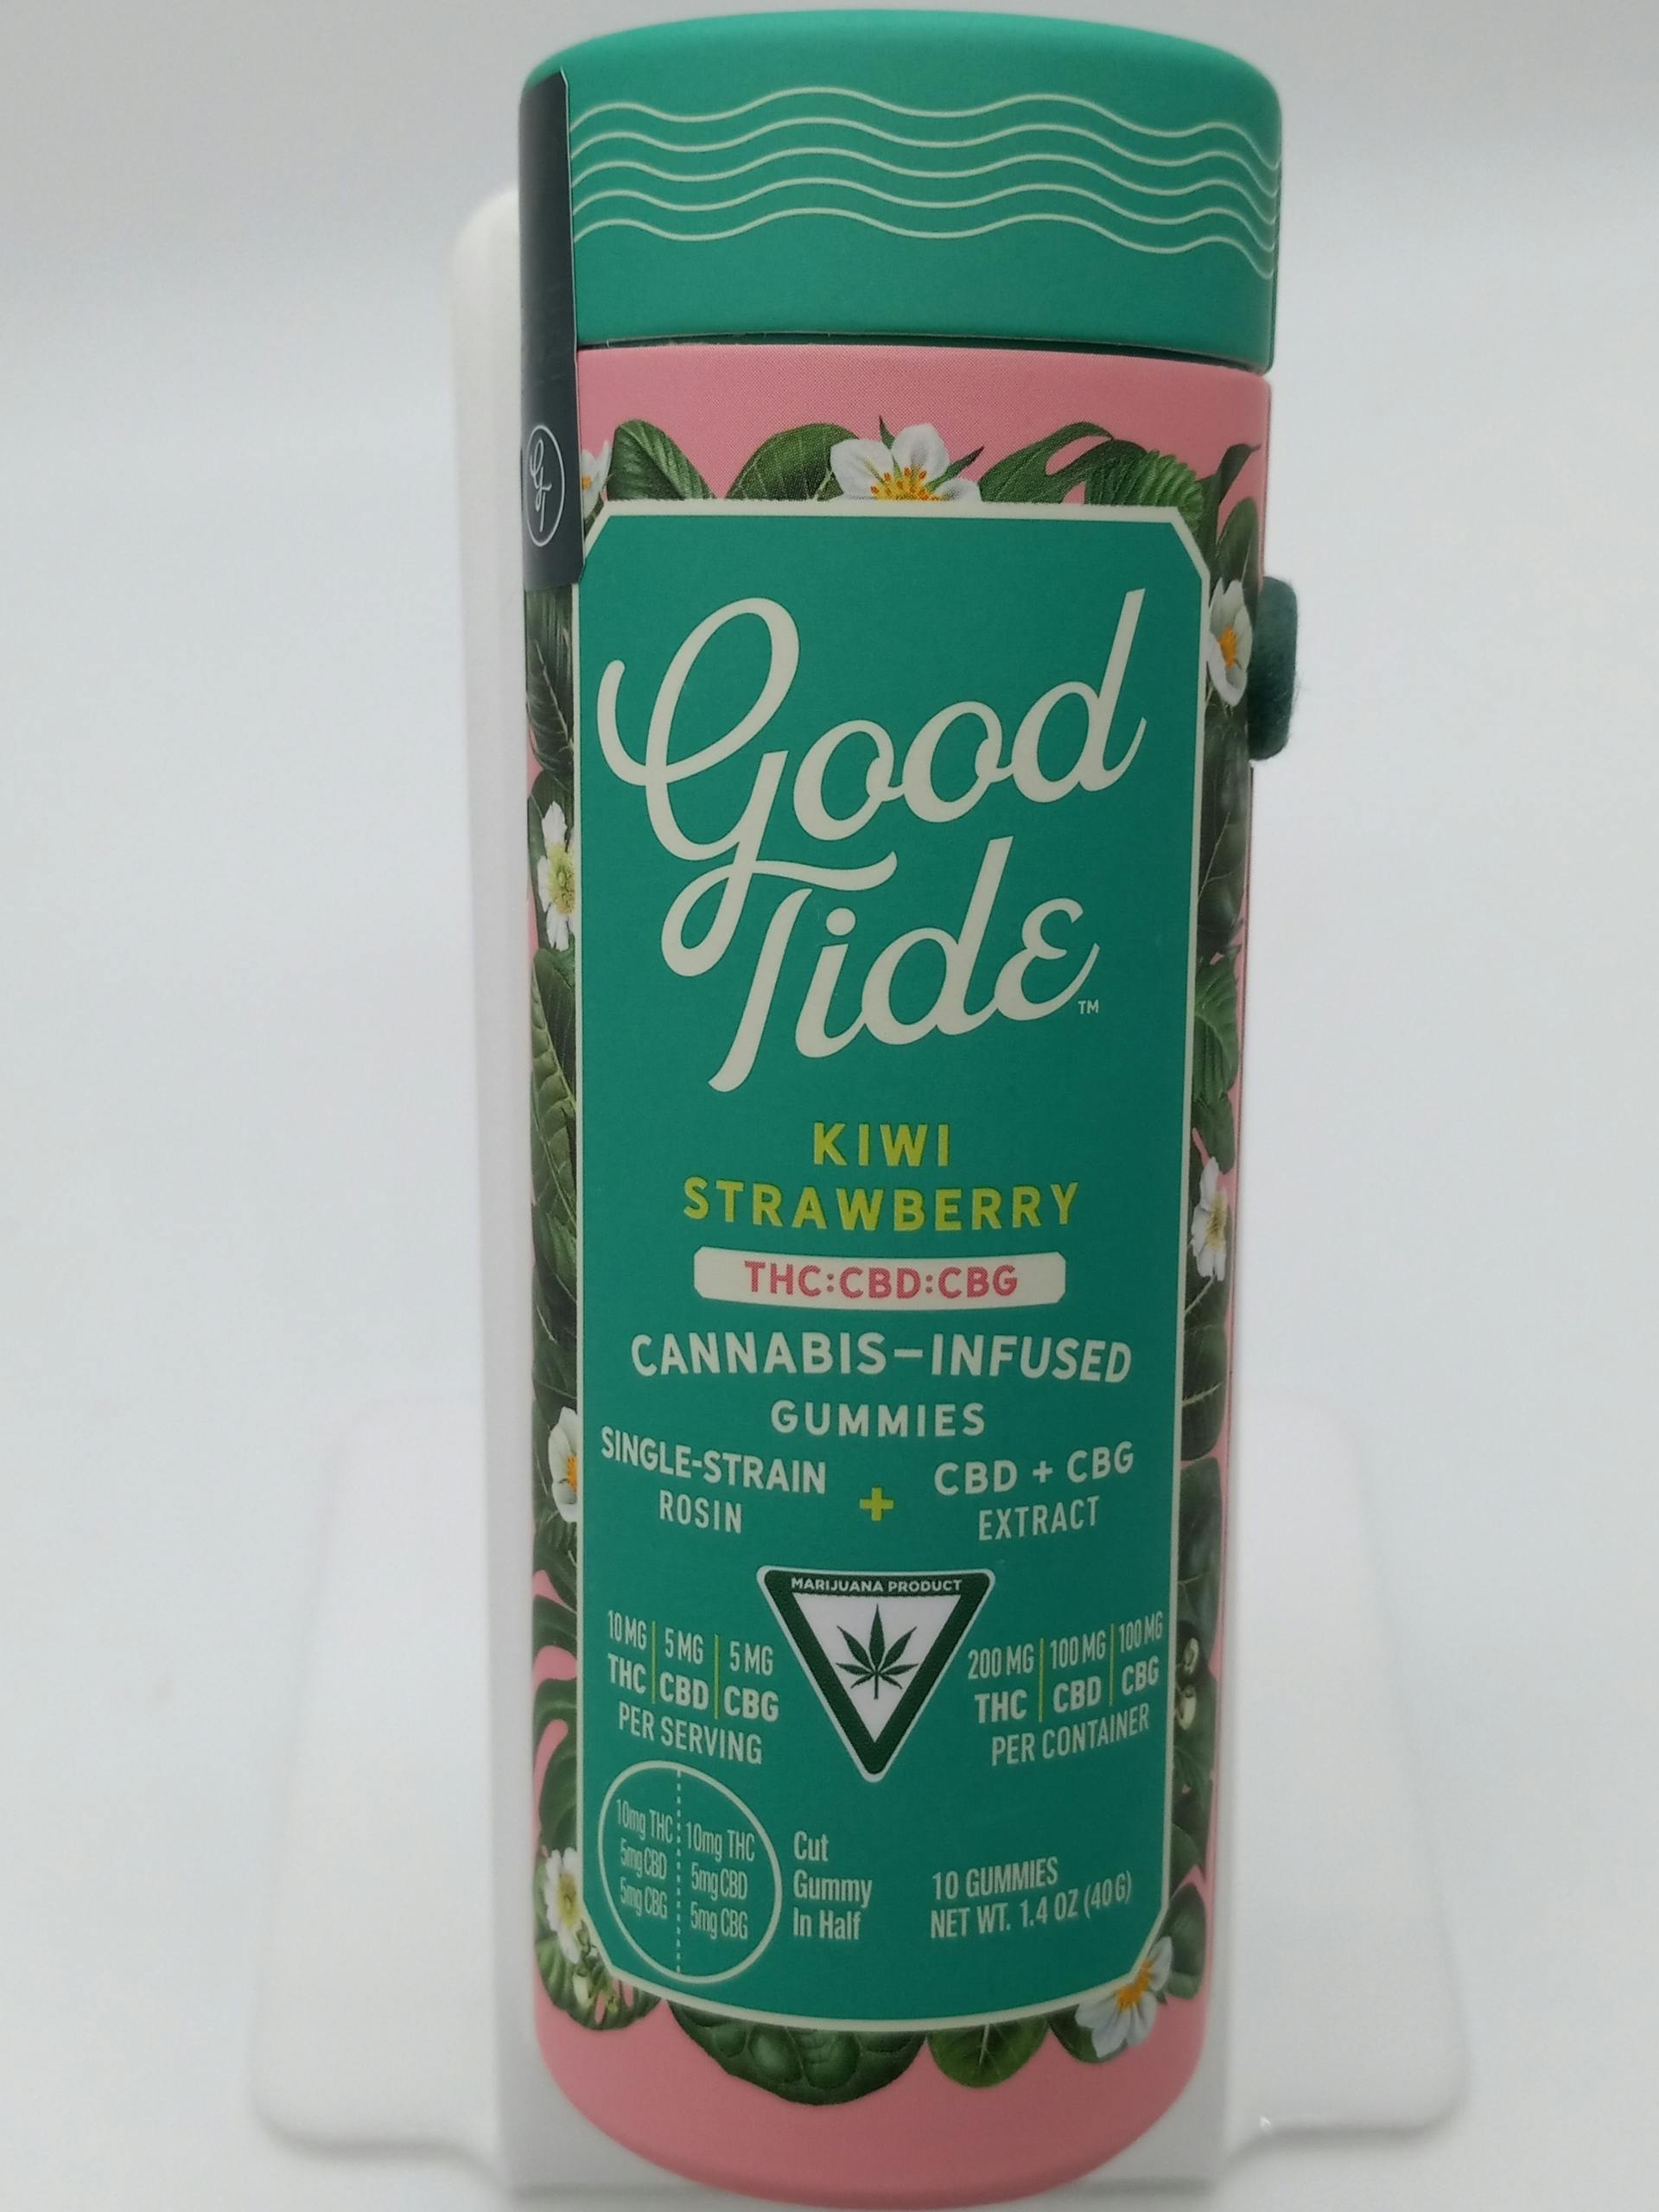 Good
Tide™
KIWI
STRAWBERRY
THC:CBD:CBG
CANNABIS-INFUSED
GUMMIES
SINGLE-STRAIN
ROSIN
+
CBD + CBG
EXTRACT
MARIJUANA PRODUCT
10 MG | 5 MG | 5 MG
THC | CBD | CBG
PER SERVING
200 MG | 100 MG | 100 MG
THC | CBD | CBG
PER CONTAINER
10mg THC
5mg CBD
5mg CBG
10mg THC
5mg CBD
5mg CBG
Cut
Gummy
In Half
10 GUMMIES
NET WT. 1.4 OZ (40G)
GT